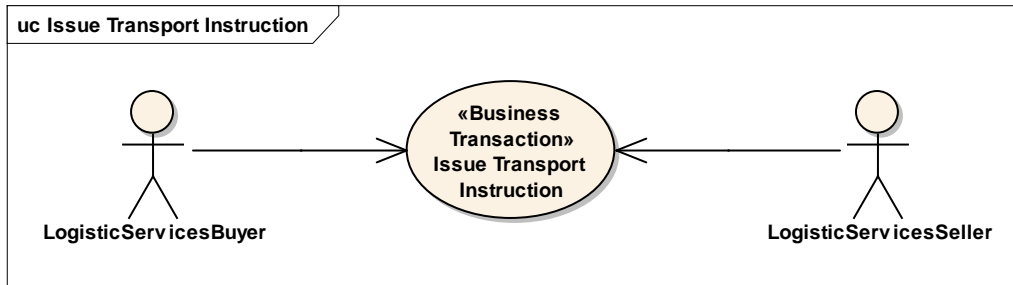 uc Issue Transport Instruction
«Business
Transaction»
Issue Transport
Instruction
LogisticServicesBuyer
LogisticServicesSeller